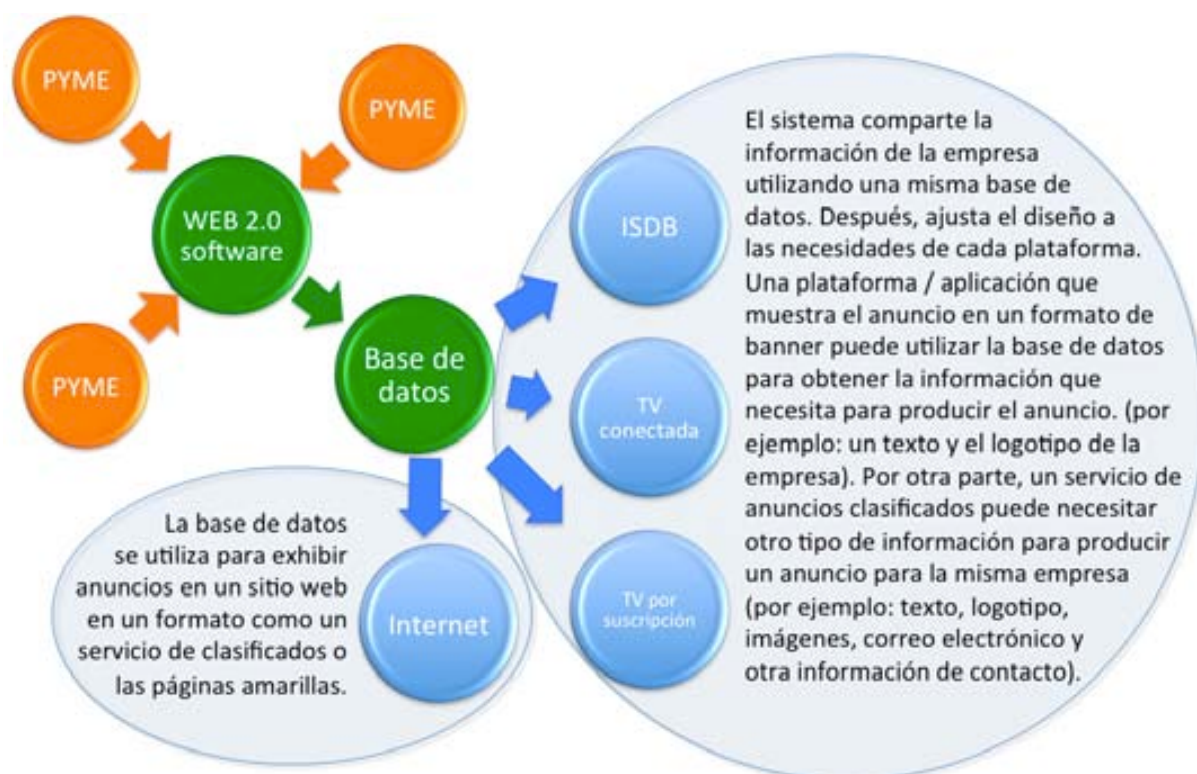 PYME
PYME
WEB 2.0
software
PYME
Base de
datos
ISDB
TV
conectada
TV por
suscripción
Internet
El sistema comparte la
información de la empresa
utilizando una misma base de
datos. Después, ajusta el diseño a
las necesidades de cada plataforma.
Una plataforma / aplicación que
muestra el anuncio en un formato de
banner puede utilizar la base de datos
para obtener la información que
necesita para producir el anuncio. (por
ejemplo: un texto y el logotipo de la
empresa). Por otra parte, un servicio de
anuncios clasificados puede necesitar
otro tipo de información para producir
un anuncio para la misma empresa
(por ejemplo: texto, logotipo,
imágenes, correo electrónico y
otra información de contacto).
La base de datos
se utiliza para exhibir
anuncios en un sitio web
en un formato como un
servicio de clasificados o
las páginas amarillas.